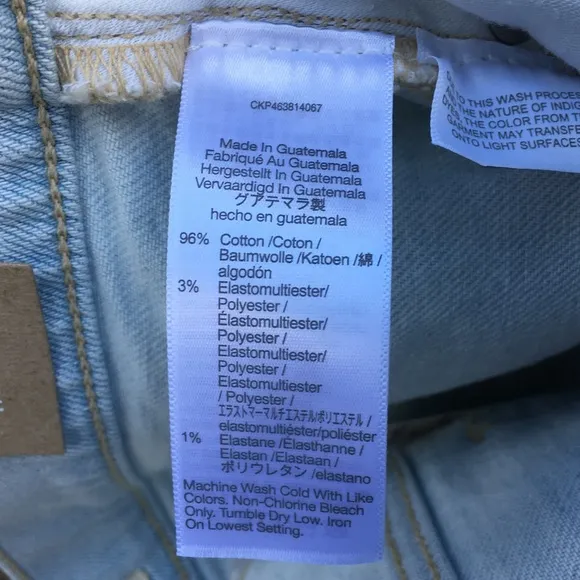 CKP463814067
Made In Guatemala
Fabriqué Au Guatemala
Hergestellt In Guatemala
Vervaardigd In Guatemala
グアテマラ製
hecho en guatemala
96% Cotton /Coton /
Baumwolle /Katoen /綿 /
algodón
3% Elastomultiester/
Polyester /
Élastomultiester /
Polyester /
Elastomultiester /
Polyester /
Elastomultiester
/ Polyester /
エラストマーマルチエステル/ポリエステル /
elastomultiéster/poliéster
1% Elastane /Élasthanne /
Elastan /Elastaan /
ポリウレタン /elastano
Machine Wash Cold With Like
Colors. Non-Chlorine Bleach
Only. Tumble Dry Low. Iron
On Lowest Setting.
TO THIS WASH PROCES
AND THE NATURE OF INDIG
DYES, THE COLOR FROM T
GARMENT MAY TRANSFE
ONTO LIGHT SURFACES